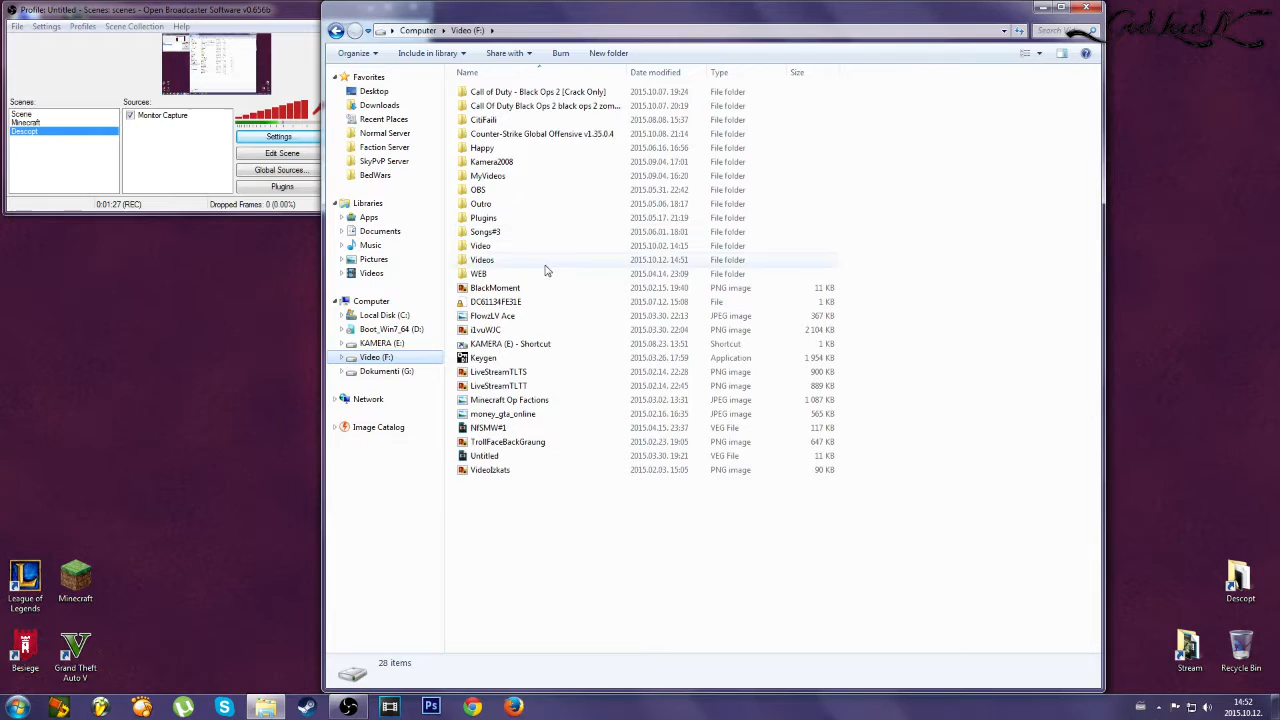 Profile: Untitled - Scenes: scenes - Open Broadcaster Software v0.656b
File Settings Profiles Scene Collection Help
Scenes: Sources:
Scene
Minecraft
Descopt
Monitor Capture
Settings...
Edit Scene
Global Sources...
Plugins
0:01:27 (REC) Dropped Frames: 0 (0.00%)
Computer Video (F:)
Organize Include in library Share with Burn New folder
Favorites
Desktop
Downloads
Recent Places
Normal Server
Faction Server
SkyPvP Server
BedWars
Libraries
Apps
Documents
Music
Pictures
Videos
Computer
Local Disk (C:)
Boot_Win7_64 (D:)
KAMERA (E:)
Video (F:)
Dokumenti (G:)
Network
Image Catalog
Name Date modified Type Size
Call of Duty - Black Ops 2 [Crack Only] 2015.10.07. 19:24 File folder
Call Of Duty Black Ops 2 black ops 2 zom... 2015.10.07. 20:19 File folder
CitiFaili 2015.08.08. 15:37 File folder
Counter-Strike Global Offensive v1.35.0.4 2015.10.08. 21:14 File folder
Happy 2015.06.16. 16:56 File folder
Kamera2008 2015.09.04. 17:01 File folder
MyVideos 2015.09.04. 16:20 File folder
OBS 2015.05.31. 22:42 File folder
Outro 2015.06.06. 18:17 File folder
Plugins 2015.05.17. 21:19 File folder
Songs#3 2015.06.01. 18:01 File folder
Video 2015.10.02. 14:15 File folder
Videos 2015.10.12. 14:51 File folder
WEB 2015.04.14. 23:09 File folder
BlackMoment 2015.02.15. 19:40 PNG image 11 KB
DC61134FE31E 2015.07.12. 15:08 File 1 KB
FlowzLV Ace 2015.03.30. 22:13 JPEG image 367 KB
i1vuWJC 2015.03.30. 22:04 PNG image 2 104 KB
KAMERA (E) - Shortcut 2015.08.23. 13:51 Shortcut 1 KB
Keygen 2015.03.26. 17:59 Application 1 954 KB
LiveStreamTLTS 2015.02.14. 22:28 PNG image 900 KB
LiveStreamTLTT 2015.02.14. 22:45 PNG image 889 KB
Minecraft Op Factions 2015.03.02. 13:31 JPEG image 1 087 KB
money_gta_online 2015.02.16. 16:35 JPEG image 565 KB
NfSMW#1 2015.04.15. 23:37 VEG File 117 KB
TrollFaceBackGraung 2015.02.23. 19:05 PNG image 647 KB
Untitled 2015.03.30. 19:21 VEG File 11 KB
VideoIzkats 2015.02.03. 15:05 PNG image 90 KB
28 items
League of Legends
Minecraft
Besiege
Grand Theft Auto V
Descopt
Stream
Recycle Bin
Ps
14:52
2015.10.12.